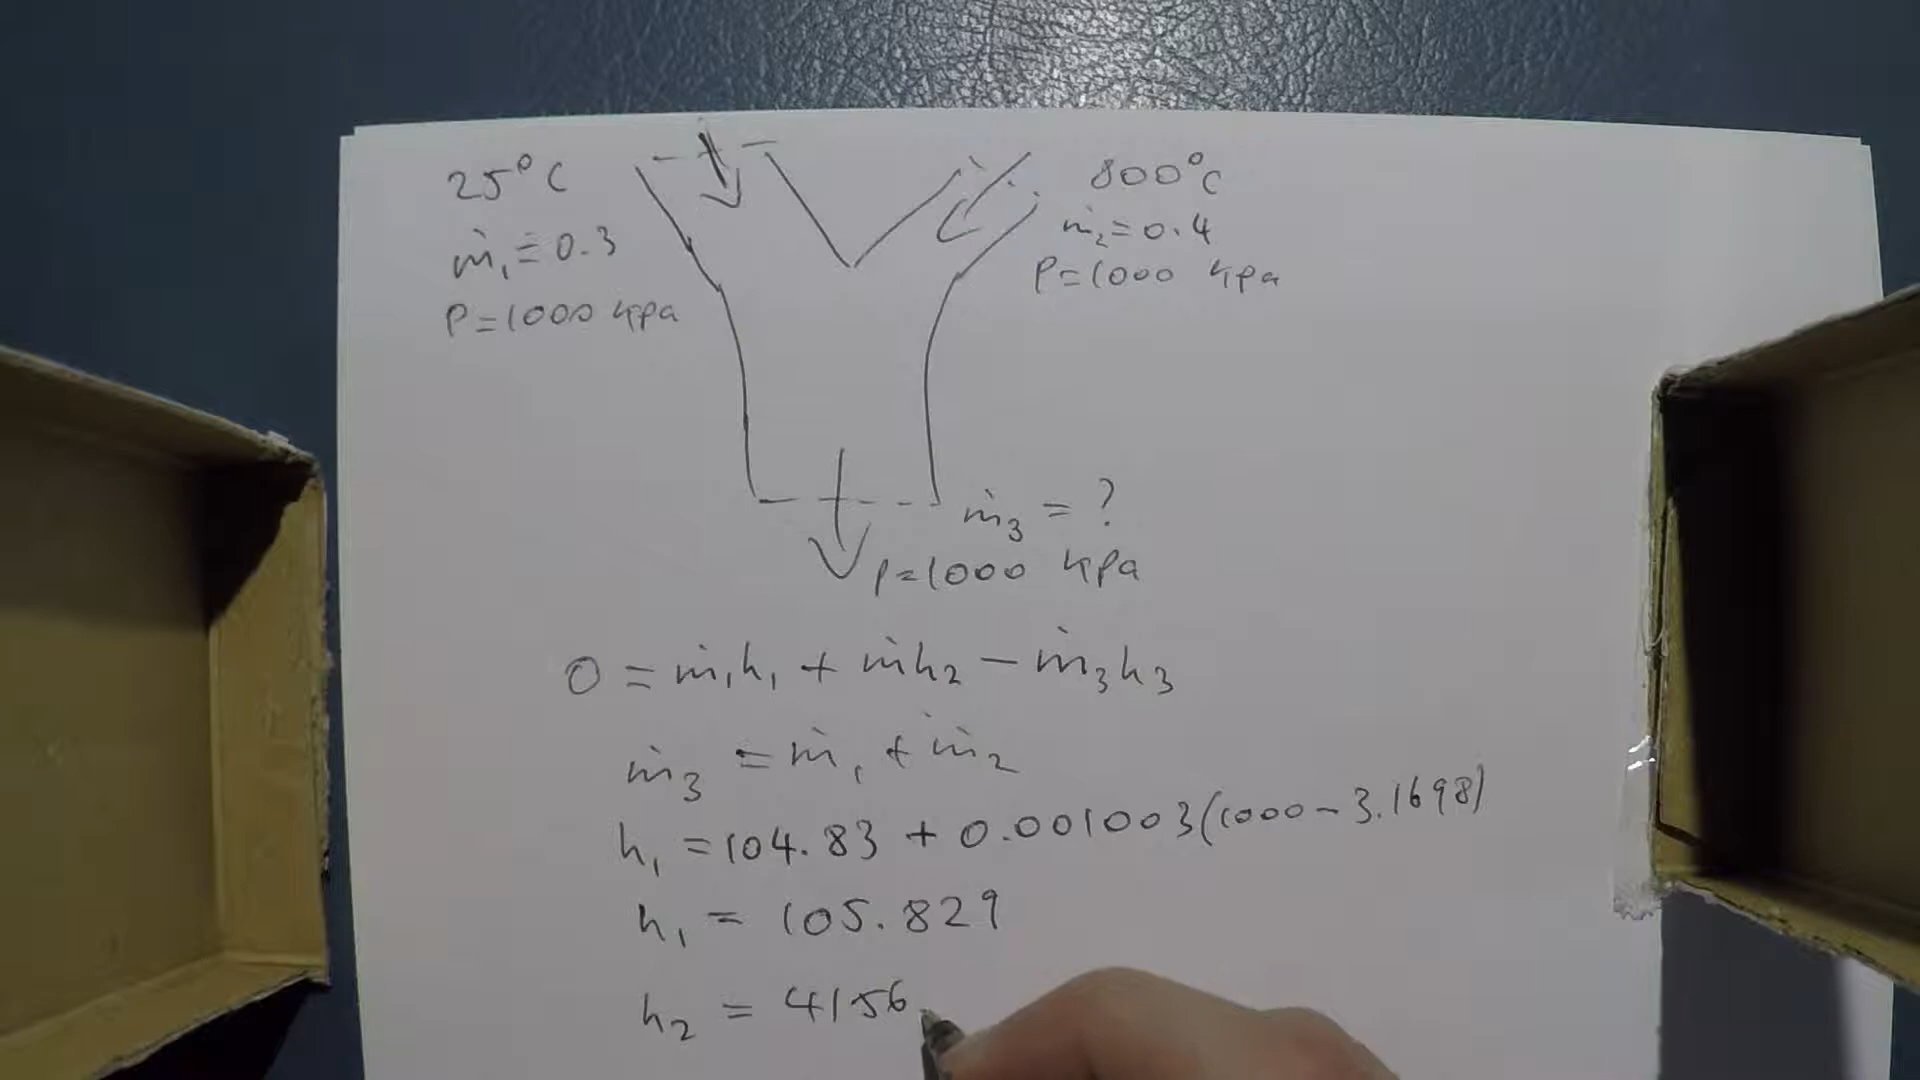 25°C
ṁ₁ = 0.3
P=1000 kpa
800°C
ṁ₂ = 0.4
P=1000 kpa
ṁ₃ = ?
P=1000 kpa
0 = ṁ₁h₁ + ṁh₂ − ṁ₃h₃
ṁ₃ = ṁ₁ + ṁ₂
h₁ = 104.83 + 0.001003(1000 − 3.1698)
h₁ = 105.829
h₂ = 4156